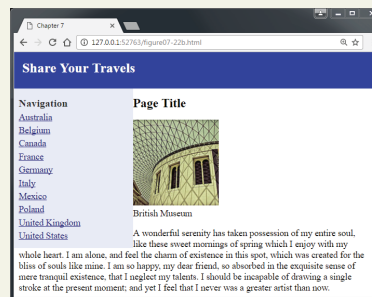 Chapter 7
127.0.0.1:52763/figure07-22b.html
Share Your Travels
Navigation
Australia
Belgium
Canada
France
Germany
Italy
Mexico
Poland
United Kingdom
United States
Page Title
British Museum
A wonderful serenity has taken possession of my entire soul,
like these sweet mornings of spring which I enjoy with my
whole heart. I am alone, and feel the charm of existence in this spot, which was created for the
bliss of souls like mine. I am so happy, my dear friend, so absorbed in the exquisite sense of
mere tranquil existence, that I neglect my talents. I should be incapable of drawing a single
stroke at the present moment; and yet I feel that I never was a greater artist than now.